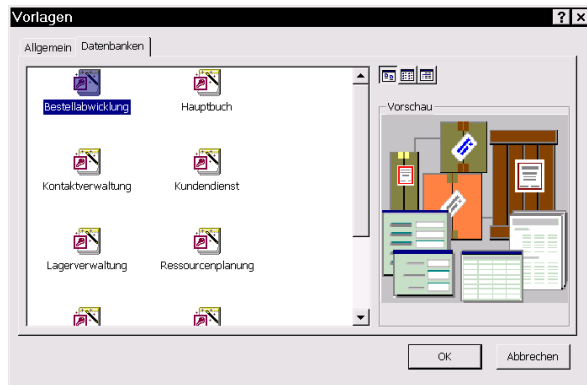 Vorlagen
Allgemein Datenbanken
Bestellabwicklung Hauptbuch
Kontaktverwaltung Kundendienst
Lagerverwaltung Ressourcenplanung
Vorschau
OK Abbrechen